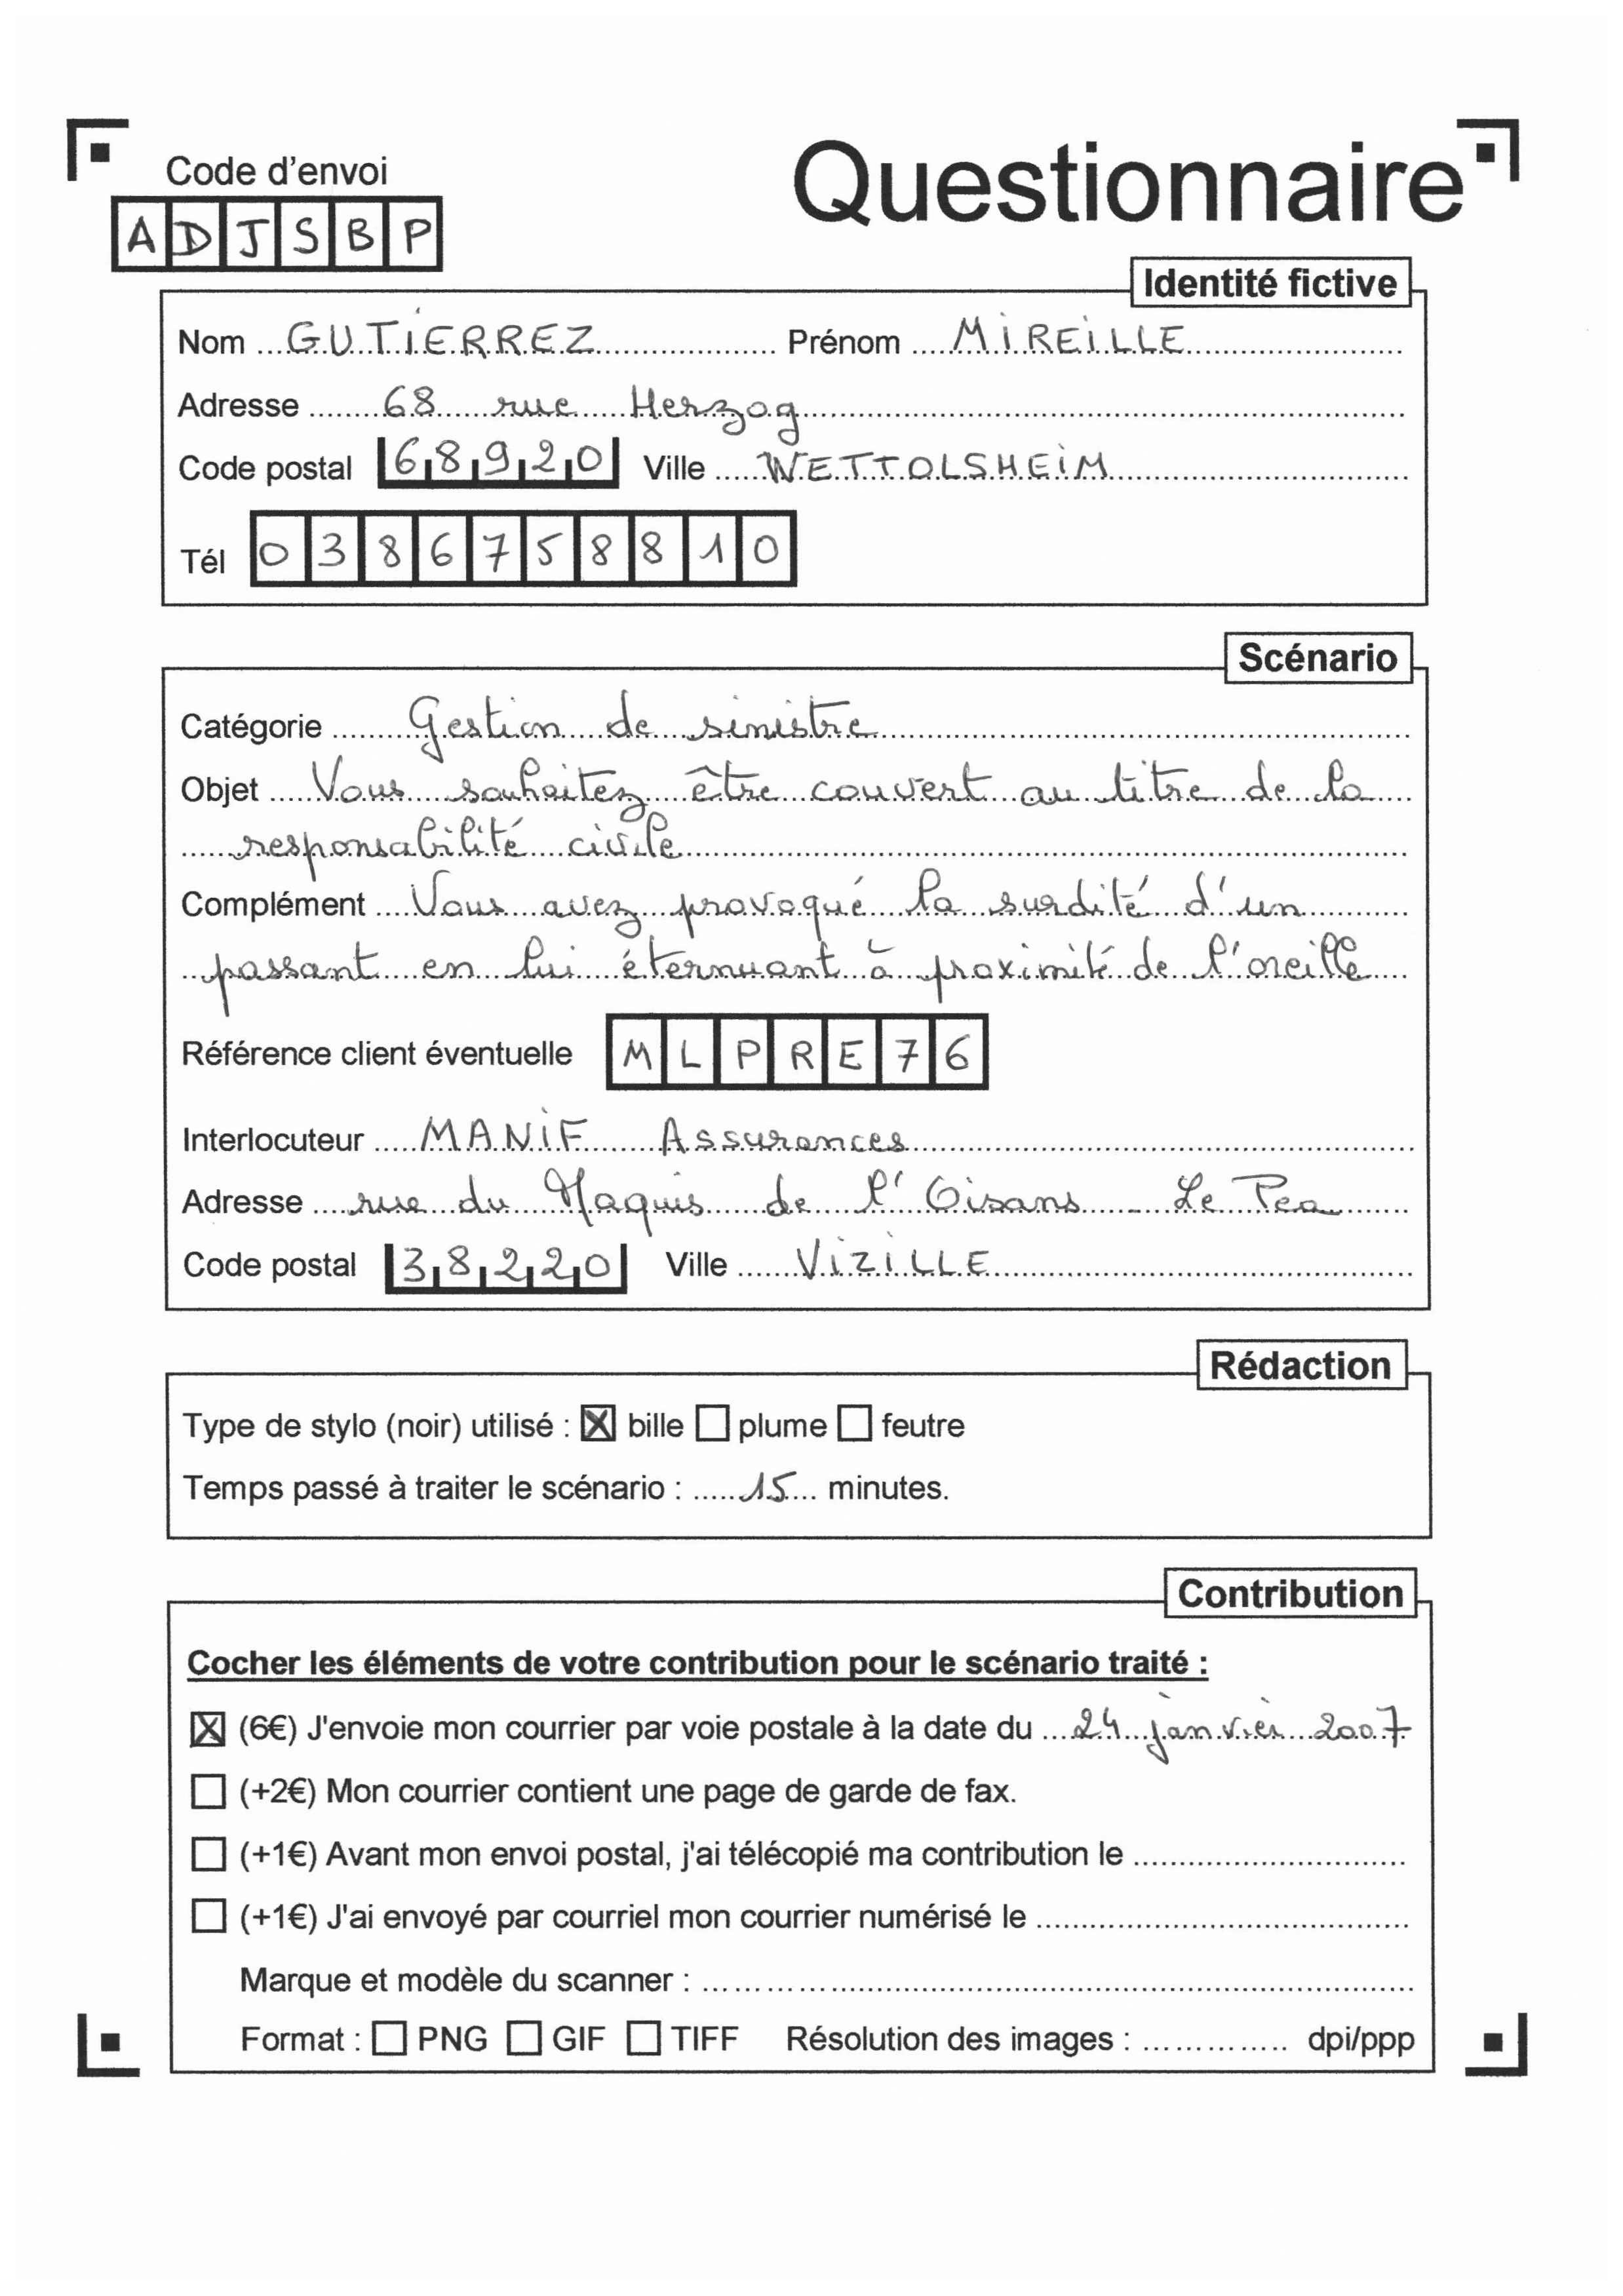 Code d'envoi
Questionnaire
ADJSBP
Identité fictive
Nom GUTIERREZ Prénom MIREILLE
Adresse 68 rue Herzog
Code postal 68920 Ville WETTOLSHEIM
Tél 0386758810
Scénario
Catégorie Gestion de sinistre
Objet Vous souhaitez être couvert au titre de la
responsabilité civile
Complément Vous avez provoqué la surdité d'un
passant en lui éternuant à proximité de l'oreille
Référence client éventuelle MLPRE76
Interlocuteur MANIF Assurances
Adresse rue du Maquis de l'Oisans - Le Pea
Code postal 38220 Ville VIZILLE
Rédaction
Type de stylo (noir) utilisé : ☒ bille ☐ plume ☐ feutre
Temps passé à traiter le scénario : 15 minutes.
Contribution
Cocher les éléments de votre contribution pour le scénario traité :
☒ (6€) J'envoie mon courrier par voie postale à la date du 24 janvier 2007
☐ (+2€) Mon courrier contient une page de garde de fax.
☐ (+1€) Avant mon envoi postal, j'ai télécopié ma contribution le
☐ (+1€) J'ai envoyé par courriel mon courrier numérisé le
Marque et modèle du scanner :
Format : ☐ PNG ☐ GIF ☐ TIFF Résolution des images : dpi/ppp